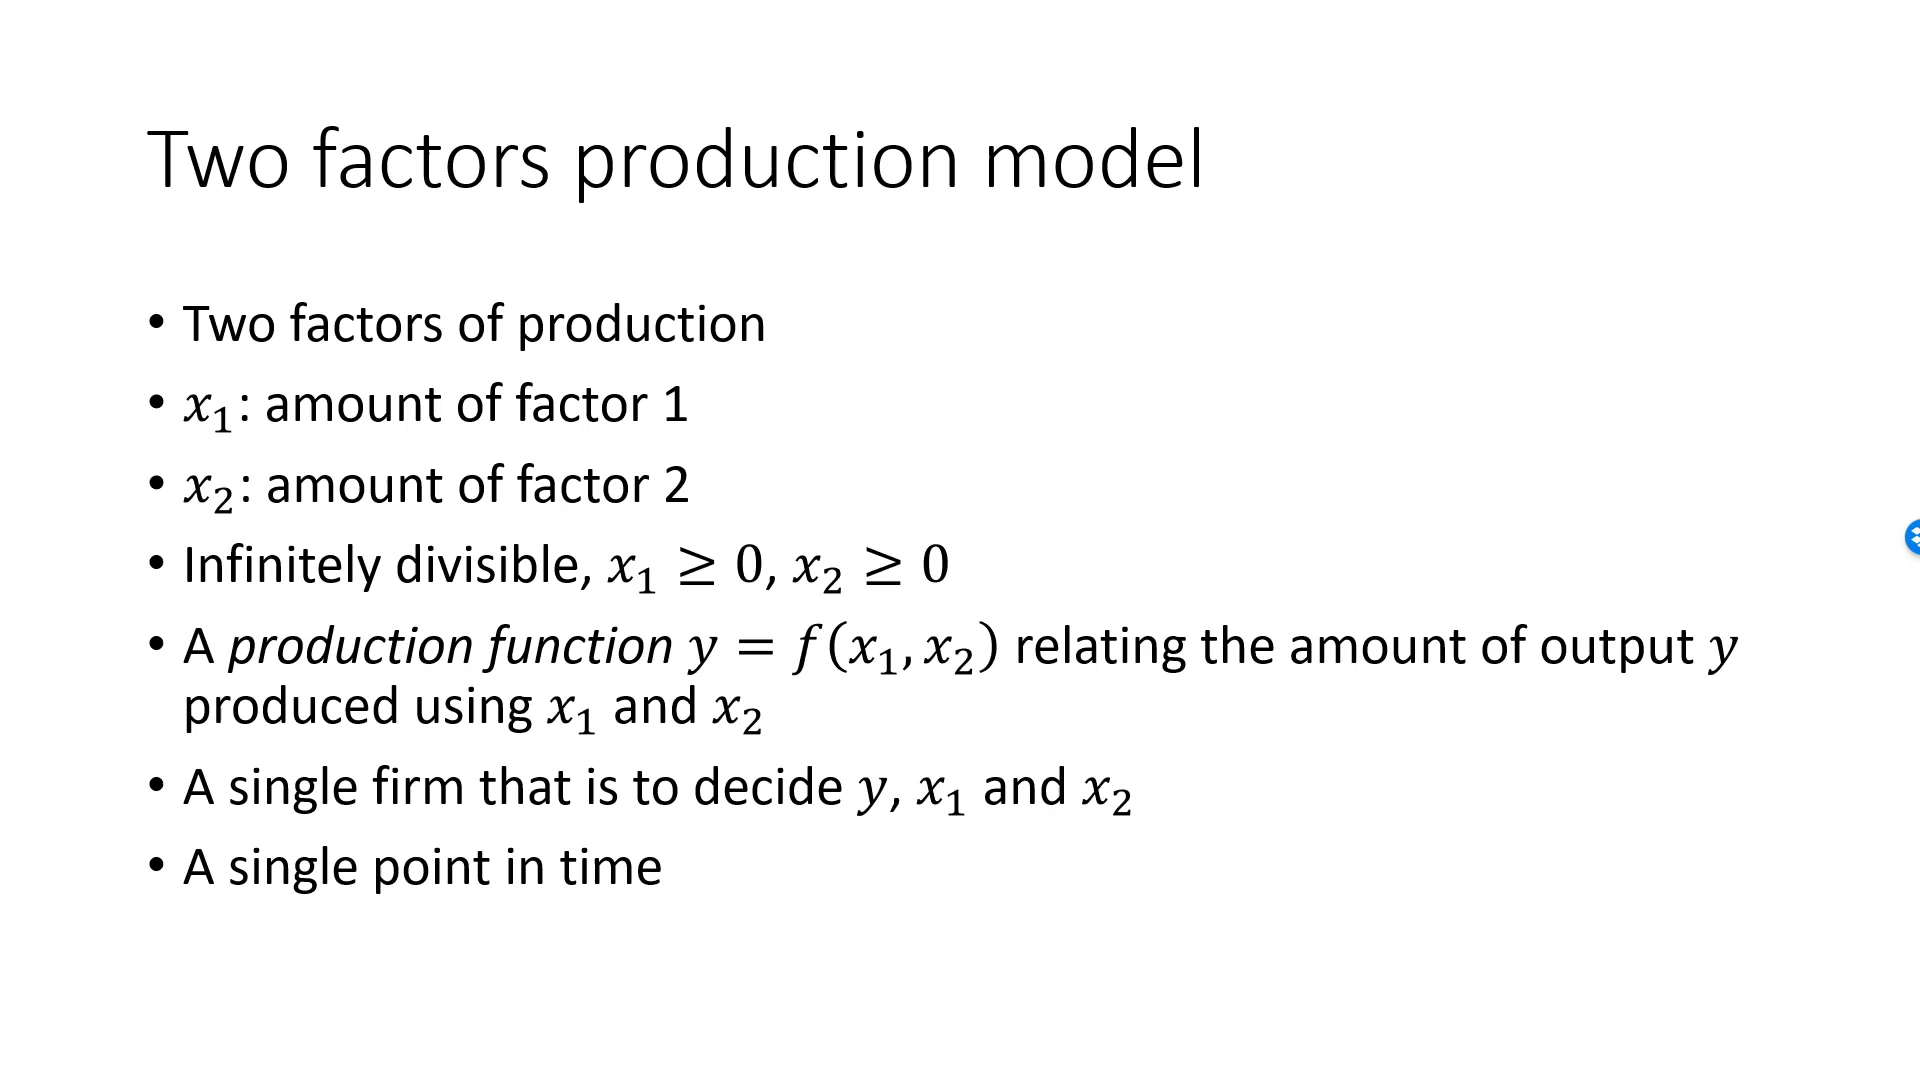 Two factors production model
• Two factors of production
• 𝑥₁: amount of factor 1
• 𝑥₂: amount of factor 2
• Infinitely divisible, 𝑥₁ ≥ 0, 𝑥₂ ≥ 0
• A production function 𝑦 = 𝑓(𝑥₁, 𝑥₂) relating the amount of output 𝑦
produced using 𝑥₁ and 𝑥₂
• A single firm that is to decide 𝑦, 𝑥₁ and 𝑥₂
• A single point in time